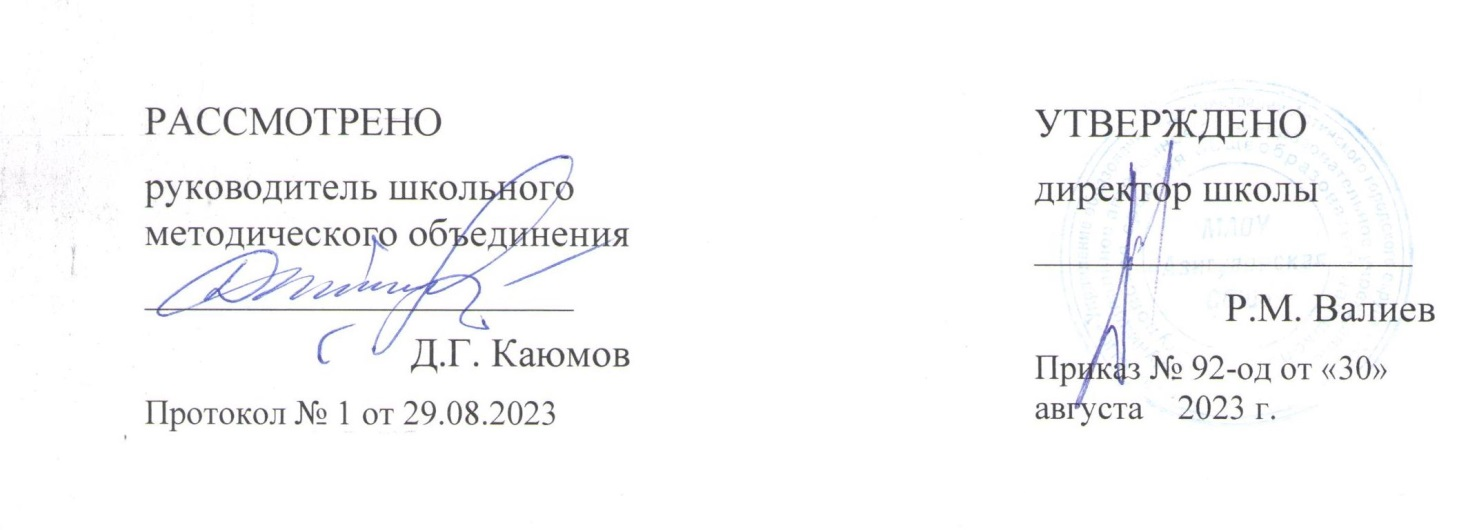 РАССМОТРЕНО
руководитель школьного
методического объединения
Д.Г. Каюмов
Протокол № 1 от 29.08.2023
УТВЕРЖДЕНО
директор школы
Р.М. Валиев
Приказ № 92-од от «30»
августа 2023 г.